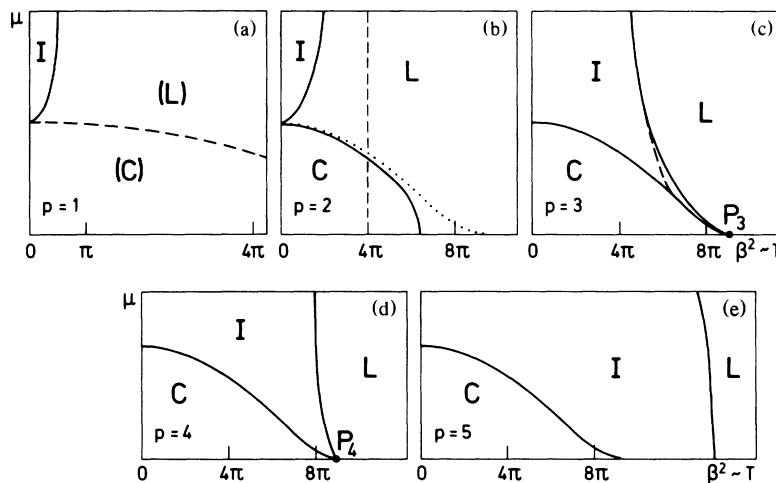 μ
(a)
I
(L)
(C)
p = 1
0
π
4π
(b)
I
L
C
p = 2
0
4π
8π
(c)
I
L
C
p = 3
P₃
0
4π
8π
β² ~ T
μ
(d)
I
L
C
p = 4
P₄
0
4π
8π
(e)
I
L
C
p = 5
0
4π
8π
β² ~ T